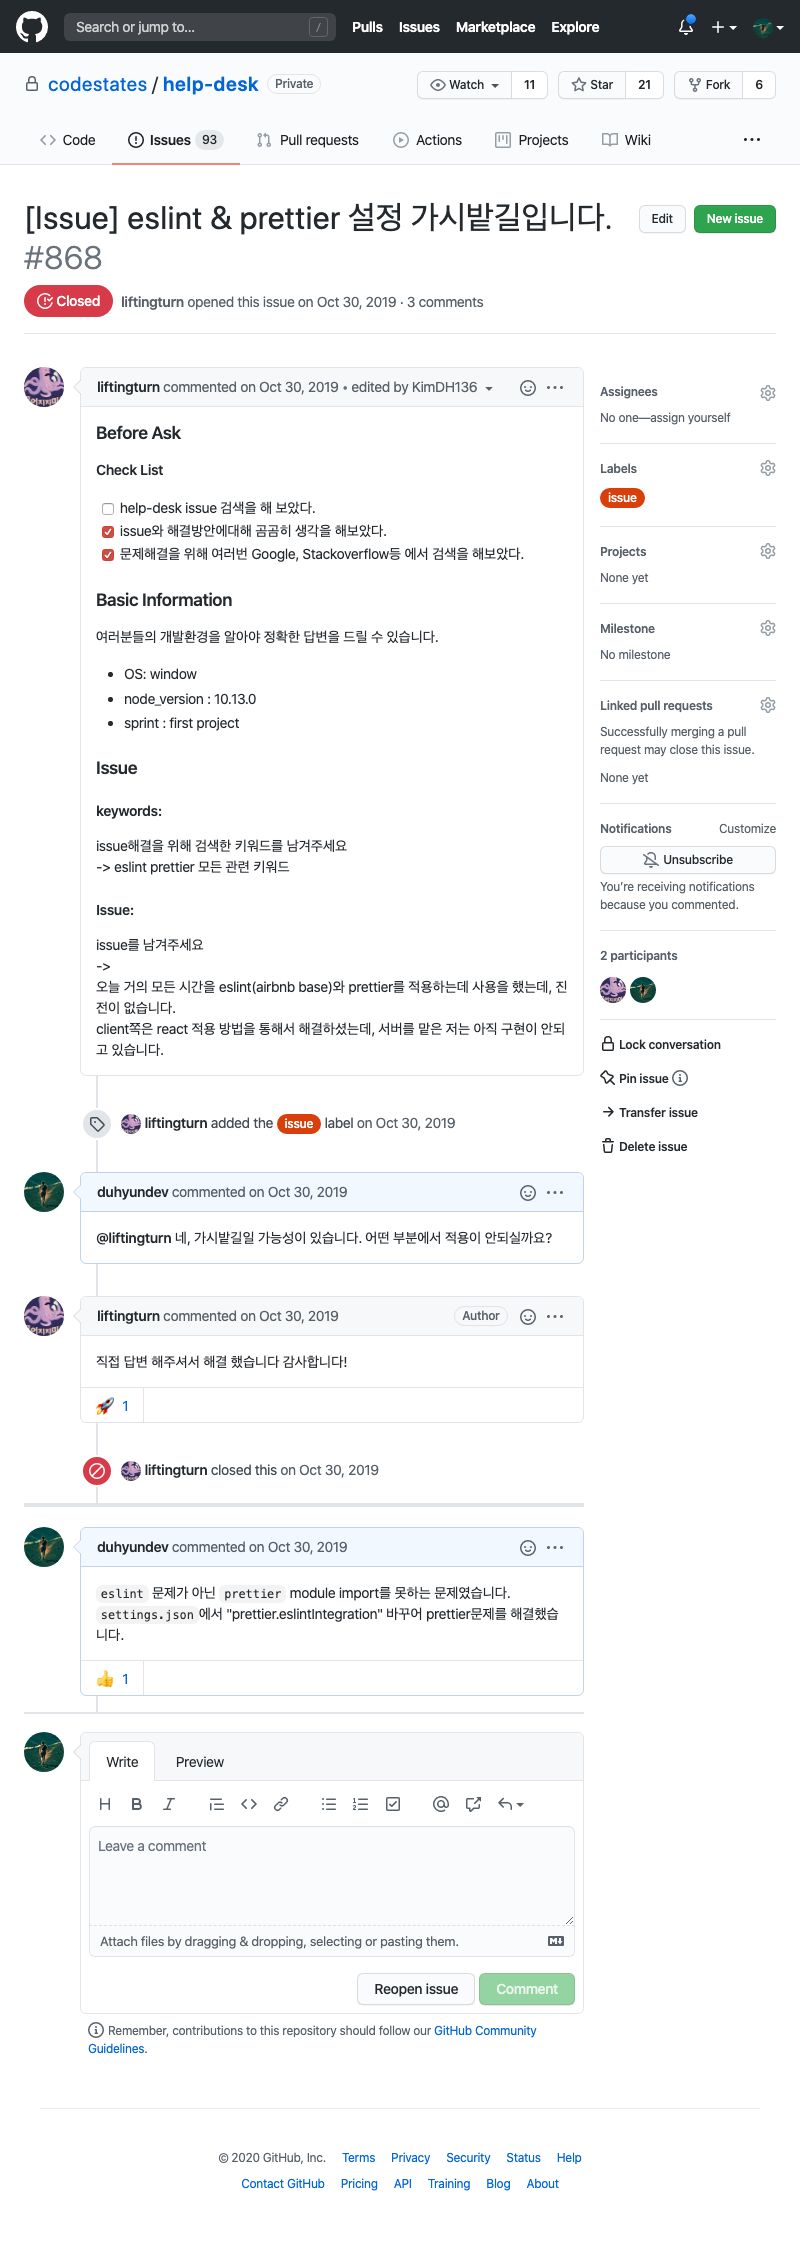 Search or jump to...
/
Pulls
Issues
Marketplace
Explore
codestates / help-desk
Private
Watch
11
Star
21
Fork
6
Code
Issues 93
Pull requests
Actions
Projects
Wiki
[Issue] eslint & prettier 설정 가시밭길입니다.
#868
Edit
New issue
Closed
liftingturn opened this issue on Oct 30, 2019 · 3 comments
liftingturn commented on Oct 30, 2019 • edited by KimDH136
Before Ask
Check List
help-desk issue 검색을 해 보았다.
issue와 해결방안에대해 곰곰히 생각을 해보았다.
문제해결을 위해 여러번 Google, Stackoverflow등 에서 검색을 해보았다.
Basic Information
여러분들의 개발환경을 알아야 정확한 답변을 드릴 수 있습니다.
• OS: window
• node_version : 10.13.0
• sprint : first project
Issue
keywords:
issue해결을 위해 검색한 키워드를 남겨주세요
-> eslint prettier 모든 관련 키워드
Issue:
issue를 남겨주세요
->
오늘 거의 모든 시간을 eslint(airbnb base)와 prettier를 적용하는데 사용을 했는데, 진
전이 없습니다.
client쪽은 react 적용 방법을 통해서 해결하셨는데, 서버를 맡은 저는 아직 구현이 안되
고 있습니다.
liftingturn added the issue label on Oct 30, 2019
duhyundev commented on Oct 30, 2019
@liftingturn 네, 가시밭길일 가능성이 있습니다. 어떤 부분에서 적용이 안되실까요?
liftingturn commented on Oct 30, 2019
Author
직접 답변 해주셔서 해결 했습니다 감사합니다!
🚀 1
liftingturn closed this on Oct 30, 2019
duhyundev commented on Oct 30, 2019
eslint 문제가 아닌 prettier module import를 못하는 문제였습니다.
settings.json 에서 "prettier.eslintIntegration" 바꾸어 prettier문제를 해결했습
니다.
👍 1
Write
Preview
Leave a comment
Attach files by dragging & dropping, selecting or pasting them.
Reopen issue
Comment
Remember, contributions to this repository should follow our GitHub Community
Guidelines.
Assignees
No one—assign yourself
Labels
issue
Projects
None yet
Milestone
No milestone
Linked pull requests
Successfully merging a pull
request may close this issue.
None yet
Notifications
Customize
Unsubscribe
You're receiving notifications
because you commented.
2 participants
Lock conversation
Pin issue
Transfer issue
Delete issue
© 2020 GitHub, Inc.
Terms
Privacy
Security
Status
Help
Contact GitHub
Pricing
API
Training
Blog
About